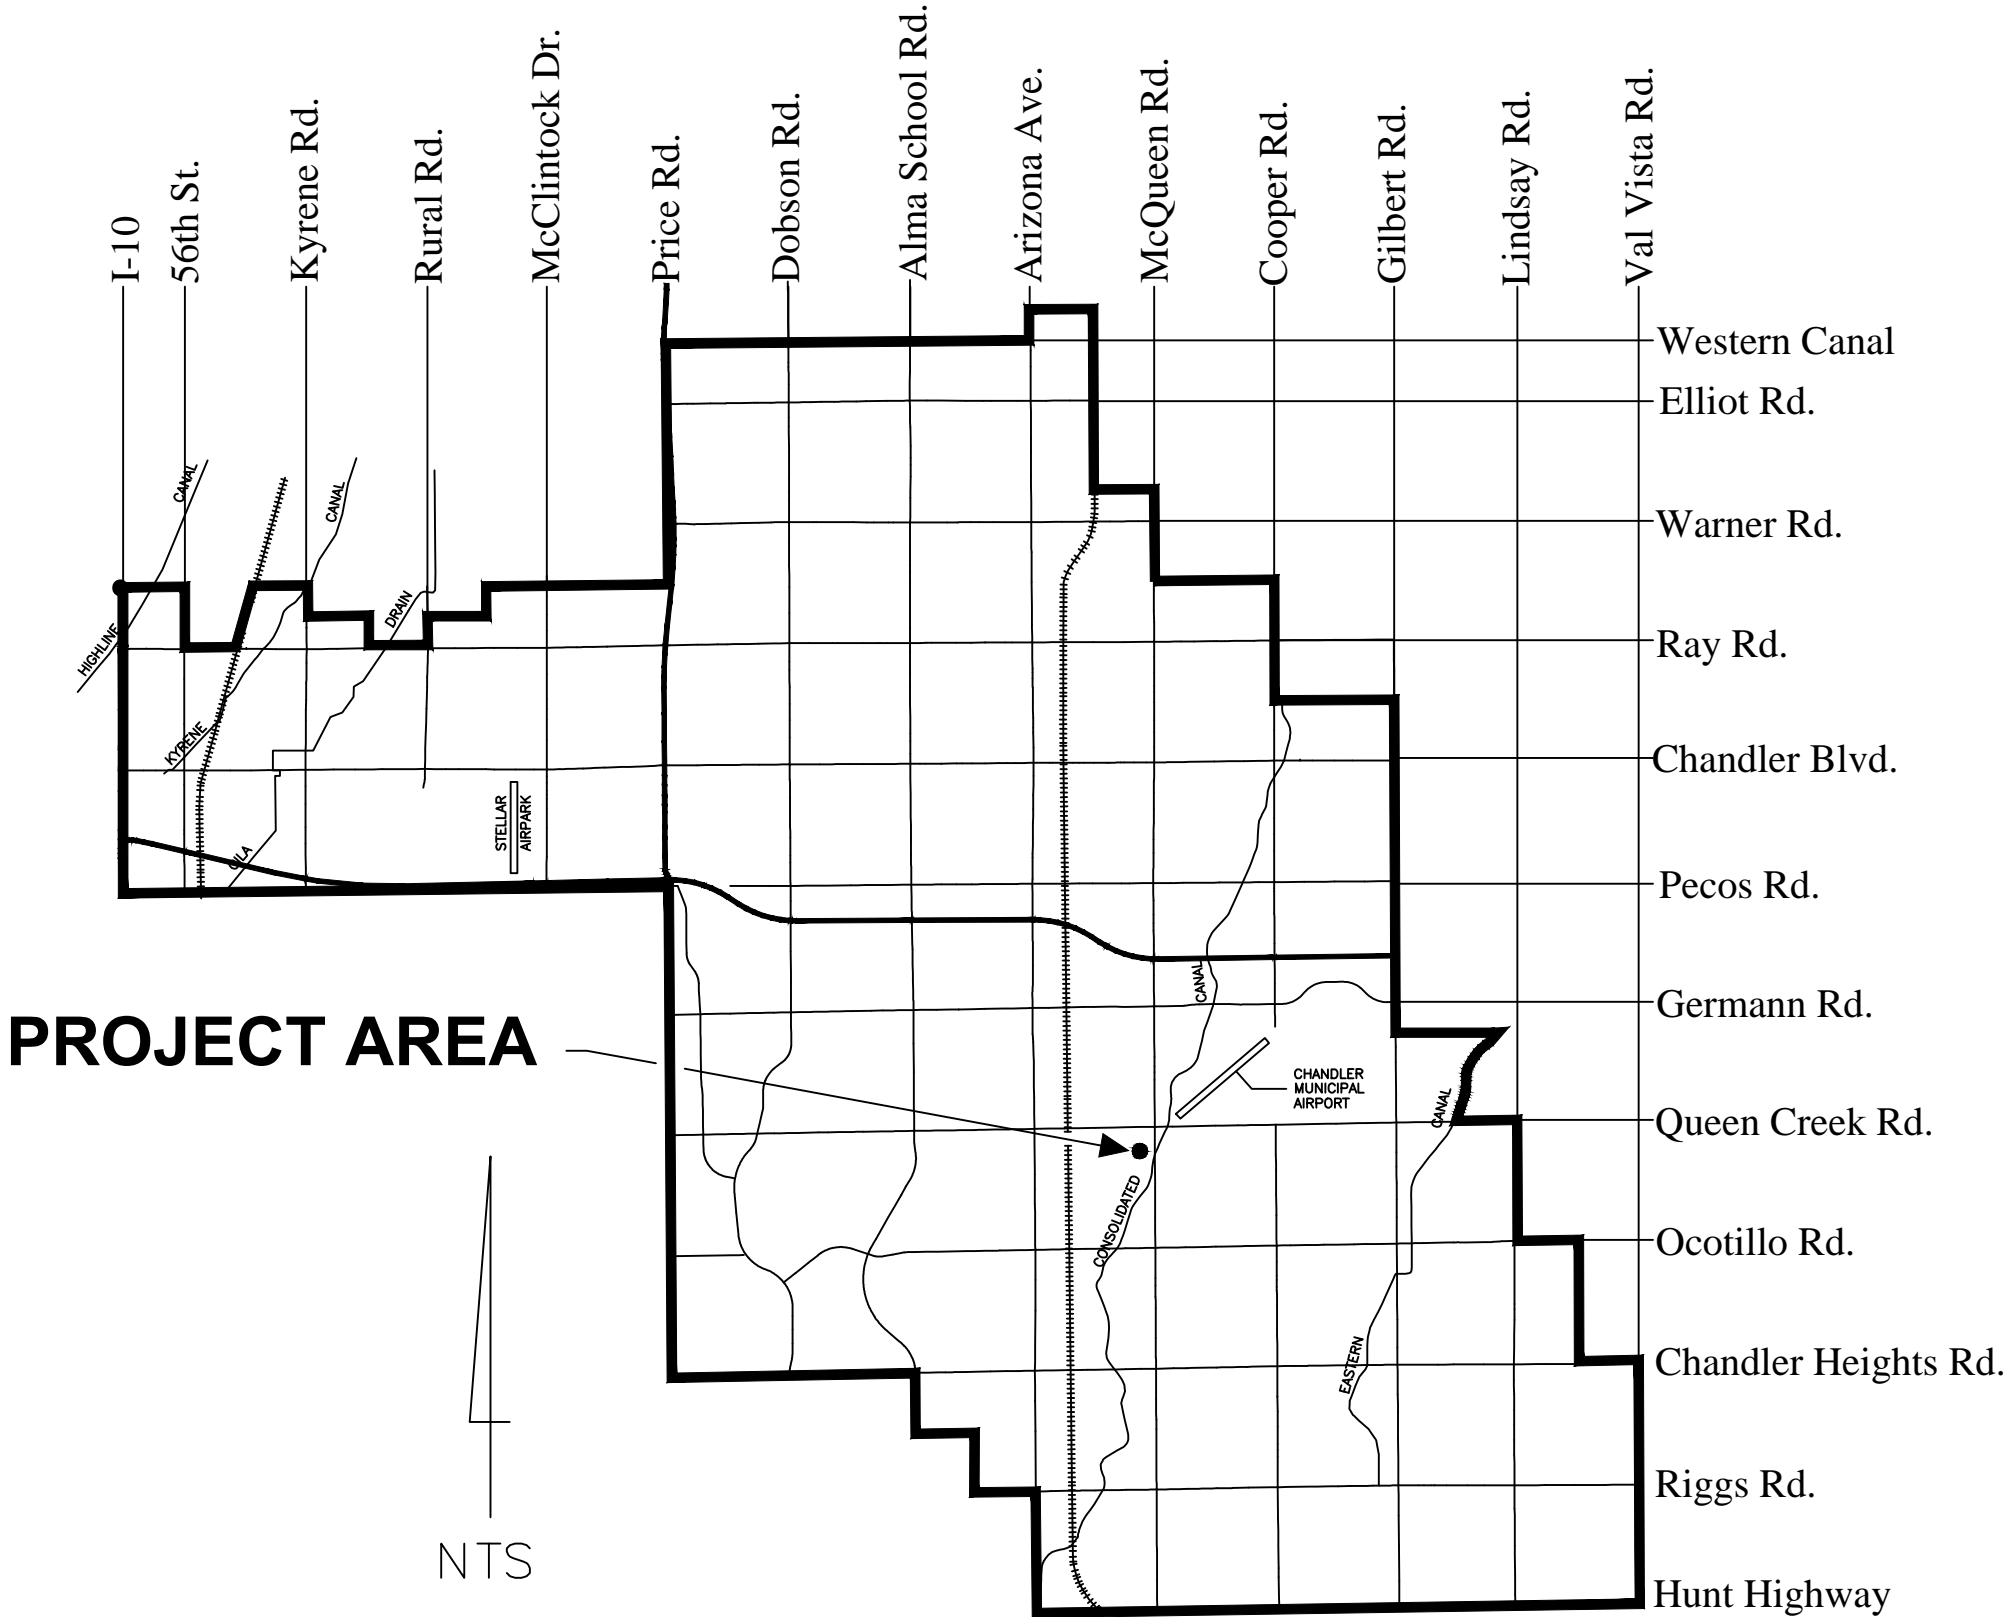 I-10
56th St.
Kyrene Rd.
Rural Rd.
McClintock Dr.
Price Rd.
Dobson Rd.
Alma School Rd.
Arizona Ave.
McQueen Rd.
Cooper Rd.
Gilbert Rd.
Lindsay Rd.
Val Vista Rd.
Western Canal
Elliot Rd.
Warner Rd.
Ray Rd.
Chandler Blvd.
Pecos Rd.
Germann Rd.
Queen Creek Rd.
Ocotillo Rd.
Chandler Heights Rd.
Riggs Rd.
Hunt Highway
CANAL
HIGHLINE
CANAL
KYRENE
DRAIN
GILA
STELLAR
AIRPARK
CANAL
CONSOLIDATED
CHANDLER
MUNICIPAL
AIRPORT
CANAL
EASTERN
PROJECT AREA
NTS